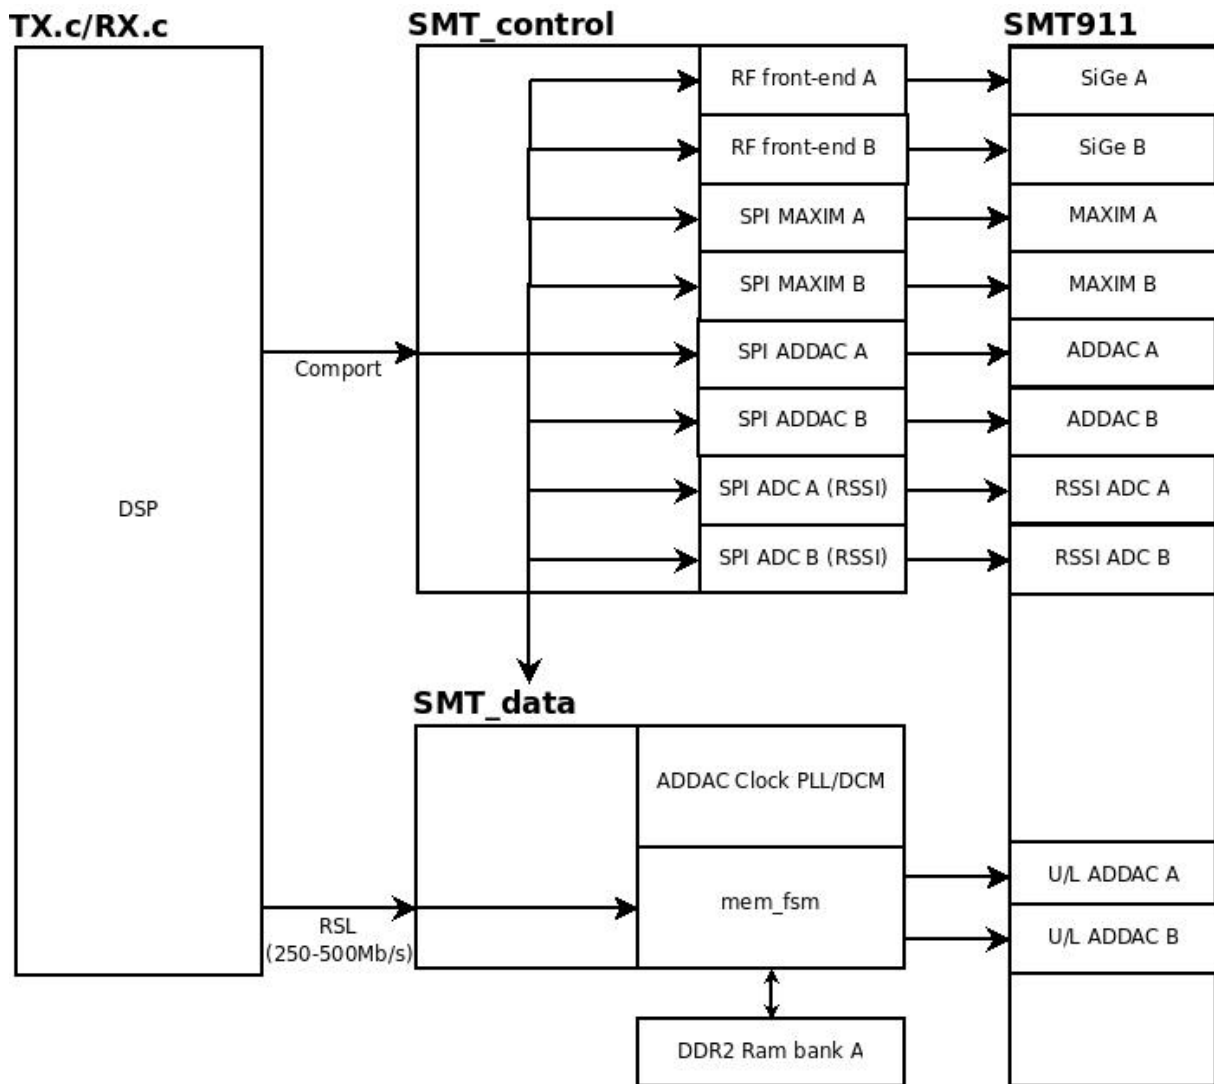 TX.c/RX.c
SMT_control
SMT911
RF front-end A
SiGe A
RF front-end B
SiGe B
SPI MAXIM A
MAXIM A
SPI MAXIM B
MAXIM B
SPI ADDAC A
ADDAC A
Comport
SPI ADDAC B
ADDAC B
SPI ADC A (RSSI)
RSSI ADC A
DSP
SPI ADC B (RSSI)
RSSI ADC B
SMT_data
ADDAC Clock PLL/DCM
U/L ADDAC A
mem_fsm
RSL
(250-500Mb/s)
U/L ADDAC B
DDR2 Ram bank A